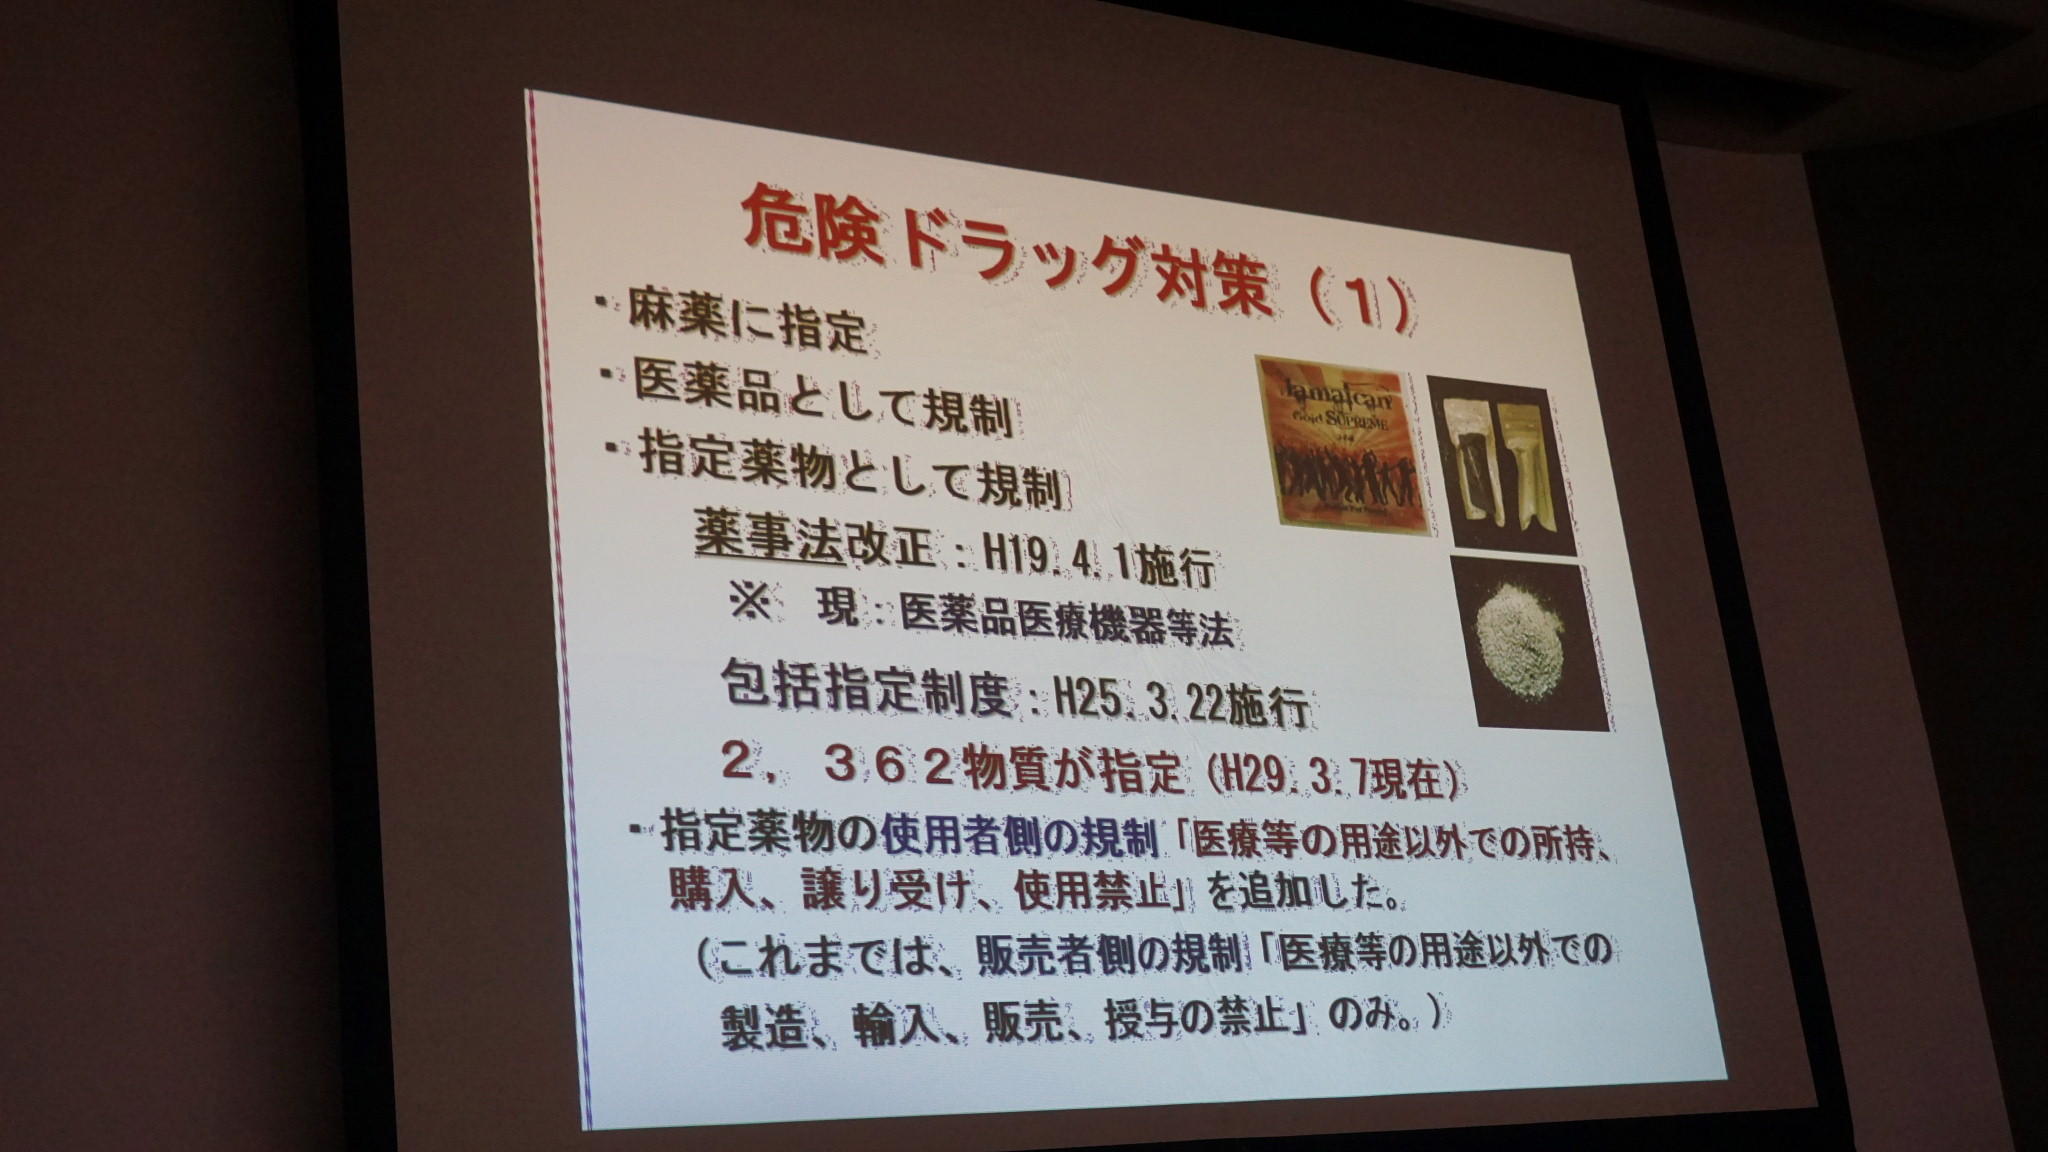 危険ドラッグ対策（１）
・麻薬に指定
・医薬品として規制
・指定薬物として規制
薬事法改正：H19.4.1施行
※　現：医薬品医療機器等法
包括指定制度：H25.3.22施行
２，３６２物質が指定（H29.3.7現在）
・指定薬物の使用者側の規制「医療等の用途以外での所持、
購入、譲り受け、使用禁止」を追加した。
（これまでは、販売者側の規制「医療等の用途以外での
製造、輸入、販売、授与の禁止」のみ。）
Jamaican
Gold SUPREME